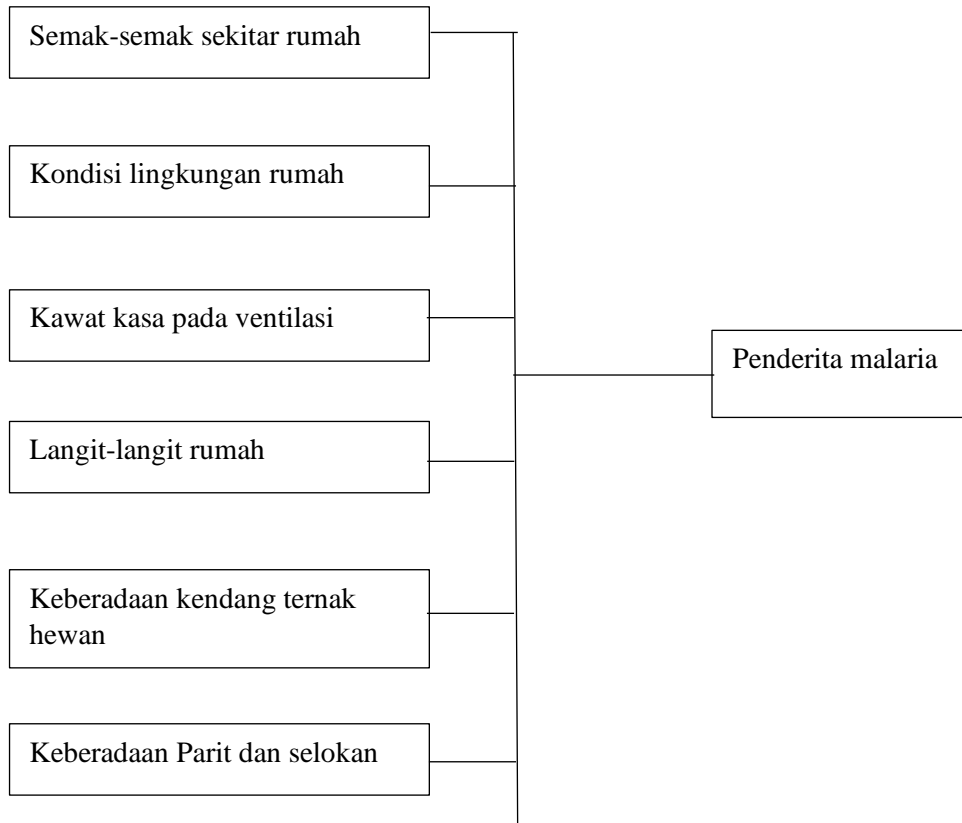 Semak-semak sekitar rumah
Kondisi lingkungan rumah
Kawat kasa pada ventilasi
Penderita malaria
Langit-langit rumah
Keberadaan kendang ternak
hewan
Keberadaan Parit dan selokan